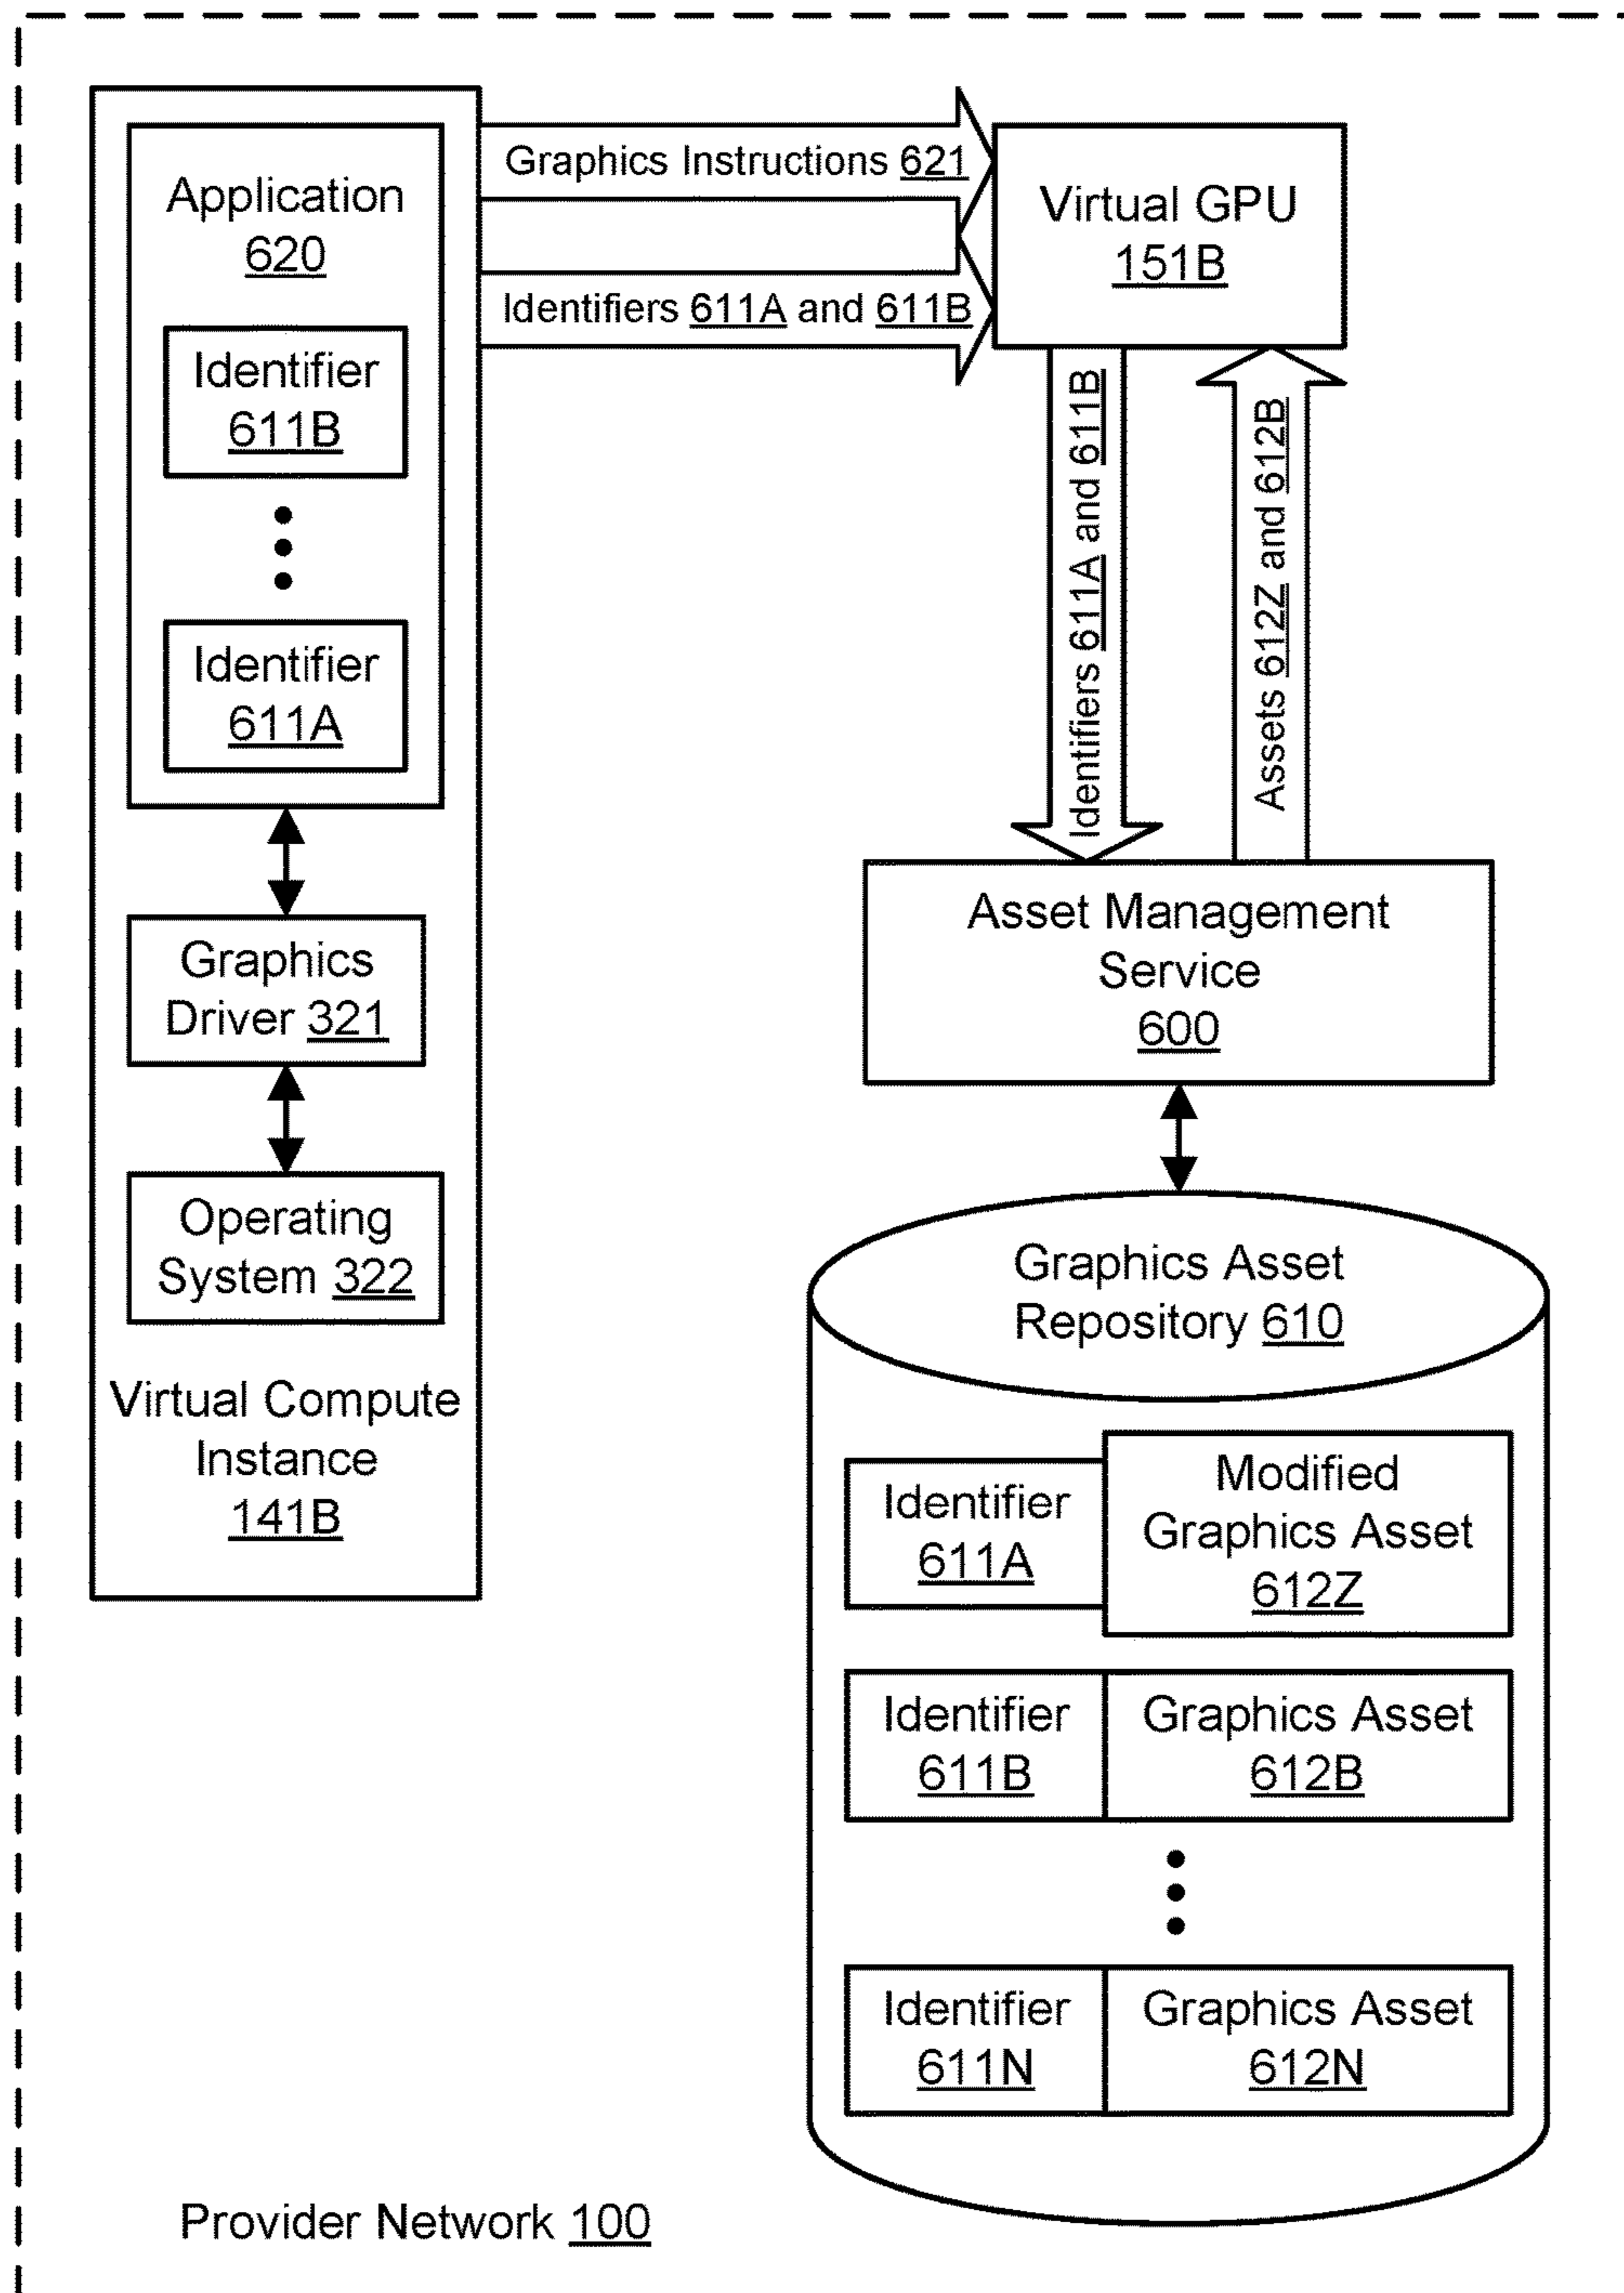 Application
620
Identifier
611B
Identifier
611A
Graphics
Driver 321
Operating
System 322
Virtual Compute
Instance
141B
Graphics Instructions 621
Identifiers 611A and 611B
Virtual GPU
151B
Identifiers 611A and 611B
Assets 612Z and 612B
Asset Management
Service
600
Graphics Asset
Repository 610
Identifier
611A
Modified
Graphics Asset
612Z
Identifier
611B
Graphics Asset
612B
Identifier
611N
Graphics Asset
612N
Provider Network 100